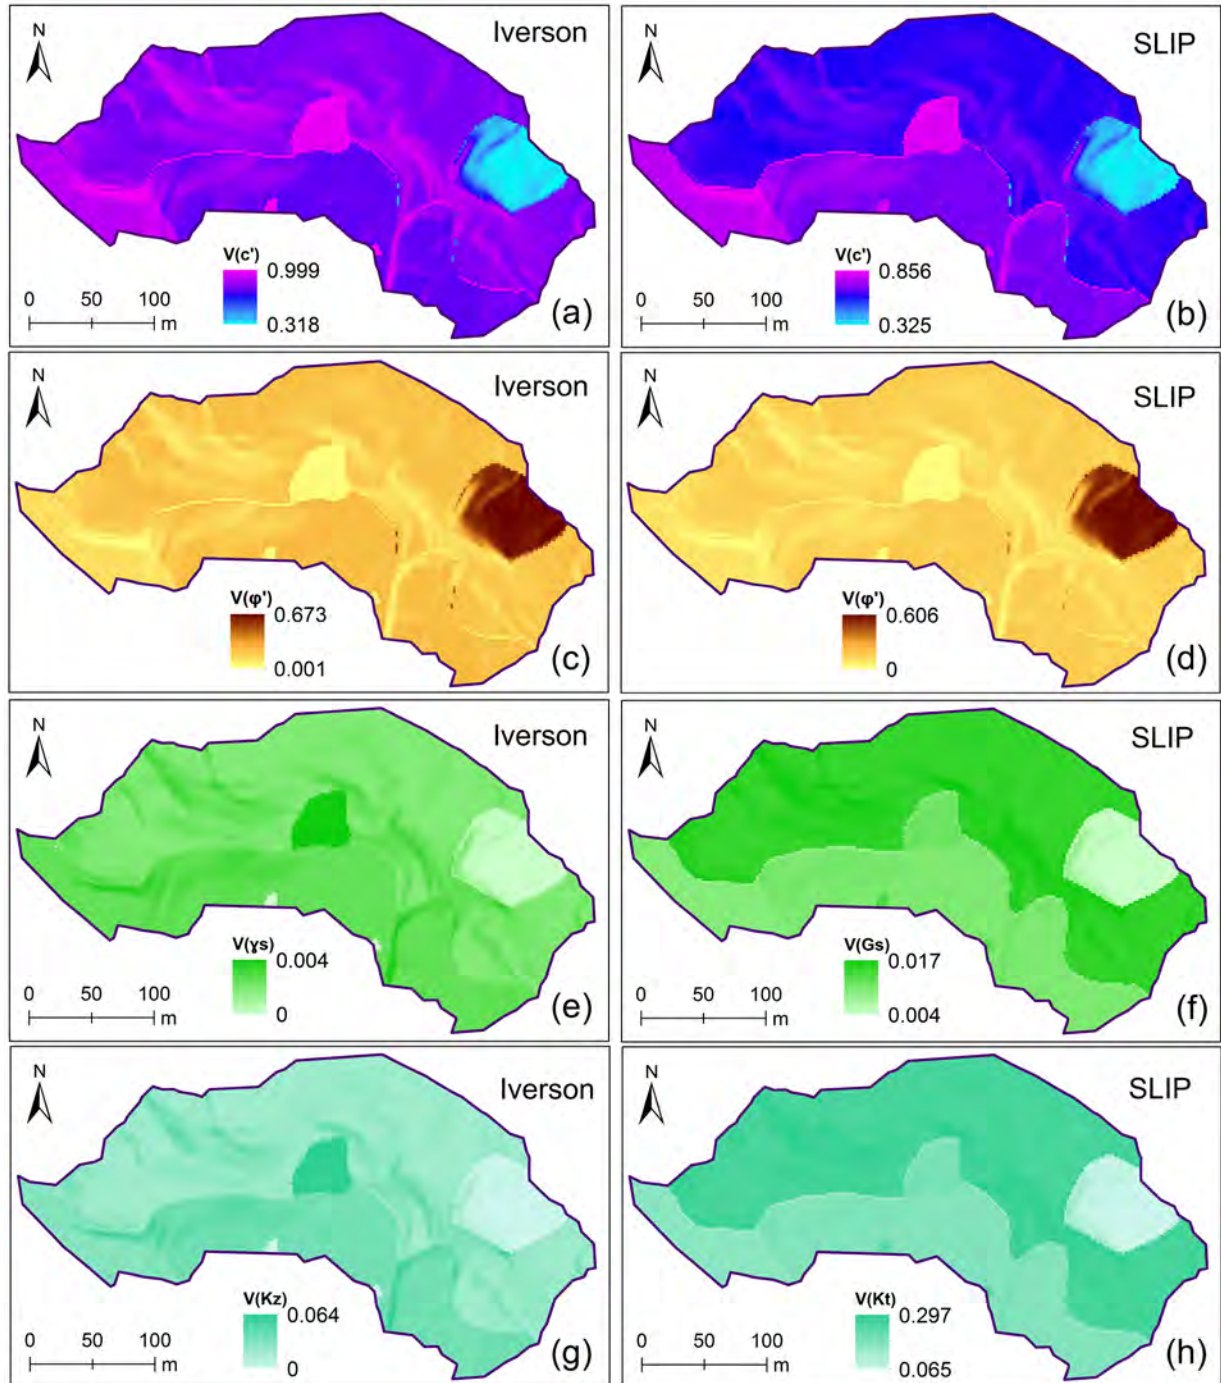 N
Iverson
V(c')
0.999
0.318
0 50 100
m
(a)
N
SLIP
V(c')
0.856
0.325
0 50 100
m
(b)
N
Iverson
V(φ')
0.673
0.001
(c)
N
SLIP
V(φ')
0.606
0
(d)
N
Iverson
V(γs)
0.004
0
0 50 100
m
(e)
N
SLIP
V(Gs)
0.017
0.004
0 50 100
m
(f)
N
Iverson
V(Kz)
0.064
0
0 50 100
m
(g)
N
SLIP
V(Kt)
0.297
0.065
0 50 100
m
(h)